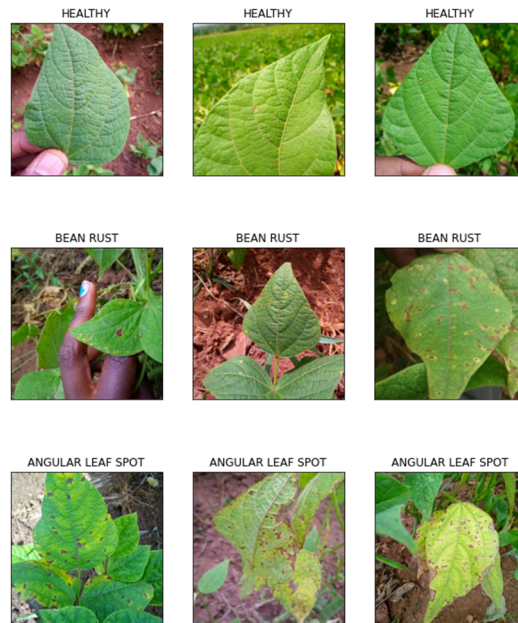 HEALTHY HEALTHY HEALTHY
BEAN RUST BEAN RUST BEAN RUST
ANGULAR LEAF SPOT ANGULAR LEAF SPOT ANGULAR LEAF SPOT